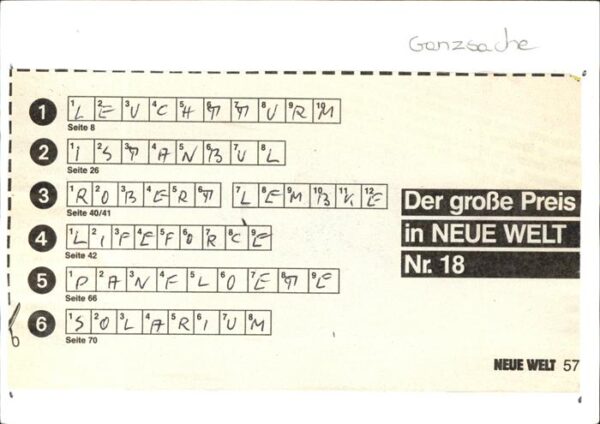 Ganzsache
1 LEUCHTTURM
Seite 8
2 ISTANBUL
Seite 26
3 ROBERT LEMBKE
Seite 40/41
4 LIFEFORCE
Seite 42
5 PANFLOETE
Seite 66
6 SOLARIUM
Seite 70
Der große Preis
in NEUE WELT
Nr. 18
NEUE WELT 57